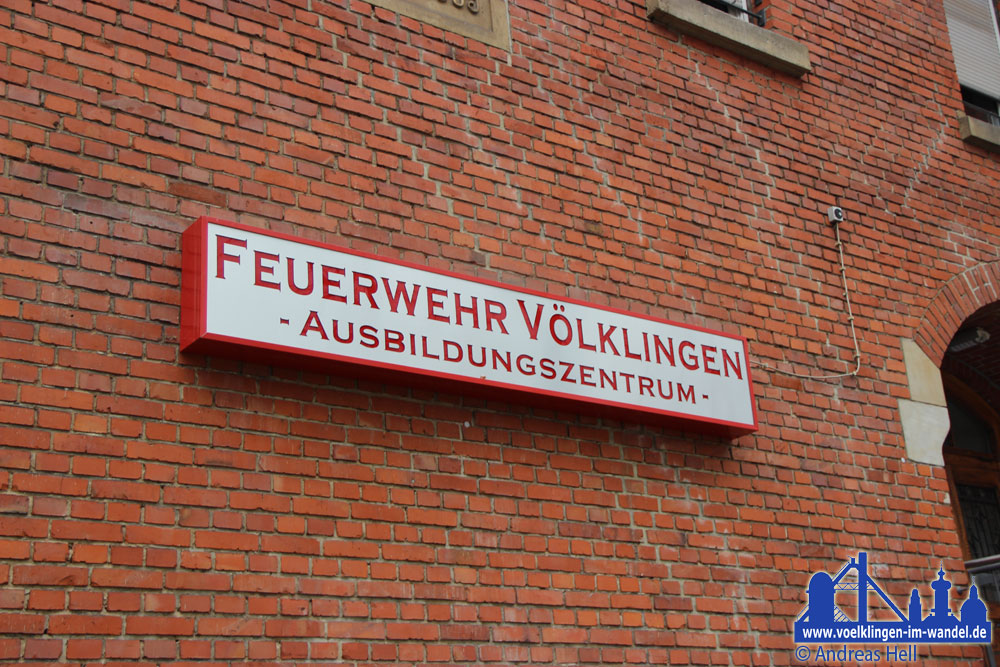 FEUERWEHR VÖLKLINGEN
- AUSBILDUNGSZENTRUM -
www.voelklingen-im-wandel.de
© Andreas Hell